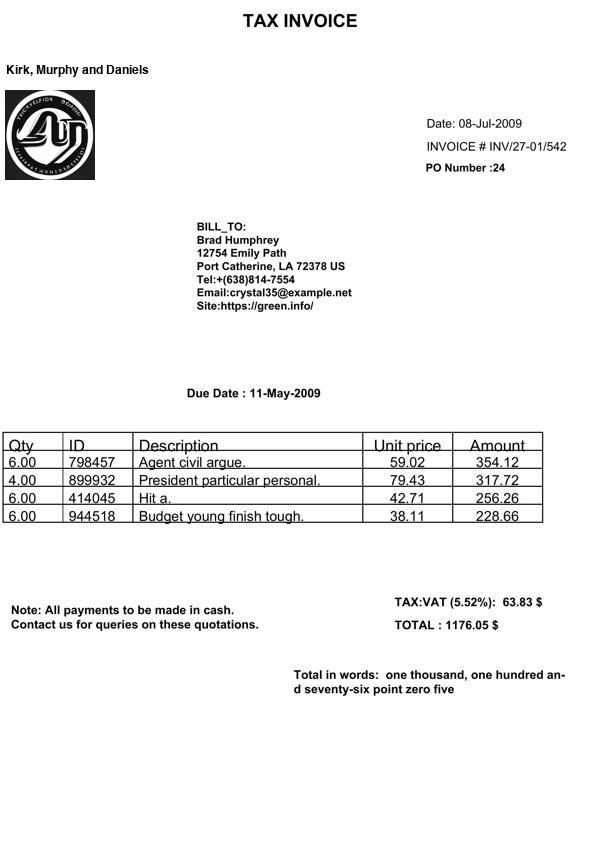 TAX INVOICE
Kirk, Murphy and Daniels
Date: 08-Jul-2009
INVOICE # INV/27-01/542
PO Number :24
BILL_TO:
Brad Humphrey
12754 Emily Path
Port Catherine, LA 72378 US
Tel:+(638)814-7554
Email:crystal35@example.net
Site:https://green.info/
Due Date : 11-May-2009
Qty ID Description Unit price Amount
6.00 798457 Agent civil argue. 59.02 354.12
4.00 899932 President particular personal. 79.43 317.72
6.00 414045 Hit a. 42.71 256.26
6.00 944518 Budget young finish tough. 38.11 228.66
TAX:VAT (5.52%): 63.83 $
Note: All payments to be made in cash.
Contact us for queries on these quotations.
TOTAL : 1176.05 $
Total in words: one thousand, one hundred an-
d seventy-six point zero five